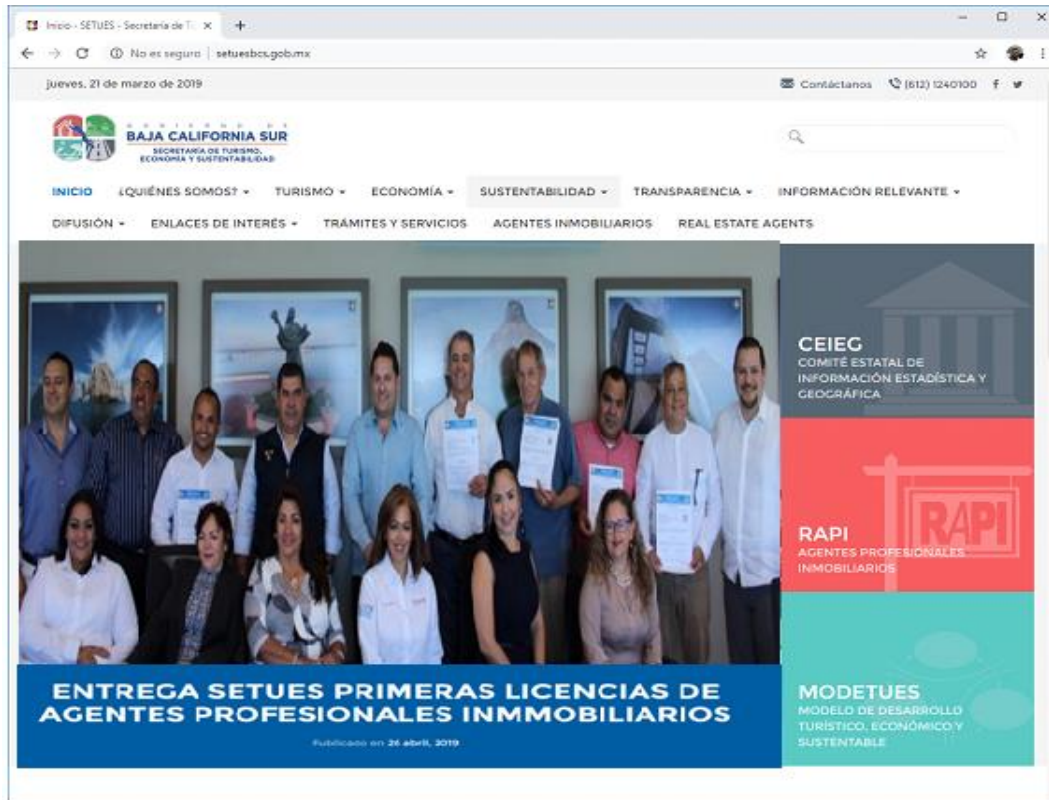 Inicio - SETUES - Secretaría de T
No es seguro | setuesbcs.gob.mx
jueves, 21 de marzo de 2019
Contáctanos (612) 1240100
GOBIERNO DE
BAJA CALIFORNIA SUR
SECRETARÍA DE TURISMO,
ECONOMÍA Y SUSTENTABILIDAD
INICIO ¿QUIÉNES SOMOS? TURISMO ECONOMÍA SUSTENTABILIDAD TRANSPARENCIA INFORMACIÓN RELEVANTE
DIFUSIÓN ENLACES DE INTERÉS TRÁMITES Y SERVICIOS AGENTES INMOBILIARIOS REAL ESTATE AGENTS
CEIEG
COMITÉ ESTATAL DE
INFORMACIÓN ESTADÍSTICA Y
GEOGRÁFICA
RAPI
RAPI
AGENTES PROFESIONALES
INMOBILIARIOS
ENTREGA SETUES PRIMERAS LICENCIAS DE
AGENTES PROFESIONALES INMMOBILIARIOS
Publicado en 26 abril, 2019
MODETUES
MODELO DE DESARROLLO
TURÍSTICO, ECONÓMICO Y
SUSTENTABLE